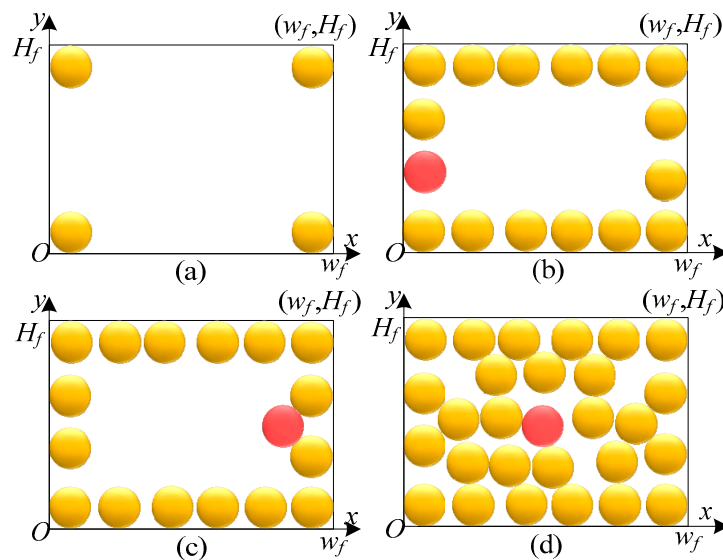 y
(w_f,H_f)
H_f
O
x
w_f
(a)
y
(w_f,H_f)
H_f
O
x
w_f
(b)
y
(w_f,H_f)
H_f
O
x
w_f
(c)
y
(w_f,H_f)
H_f
O
x
w_f
(d)